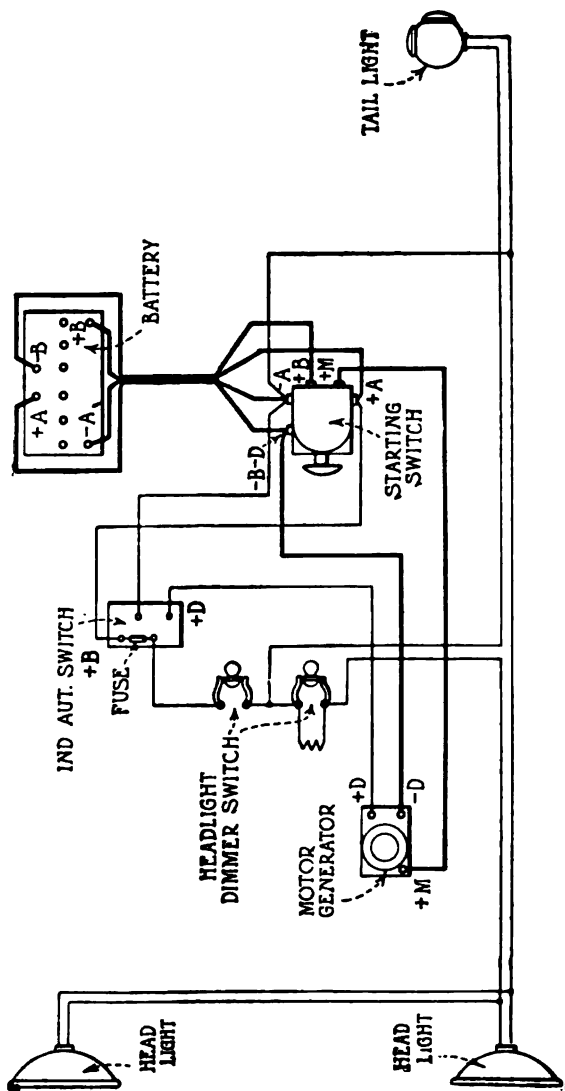 TAIL LIGHT
BATTERY
-B
+B
+A
-A
A
+B
+M
+A
-B-D
STARTING
SWITCH
IND AUT. SWITCH
+B
FUSE
+D
HEADLIGHT
DIMMER SWITCH
+D
-D
MOTOR
GENERATOR
+M
HEAD
LIGHT
HEAD
LIGHT